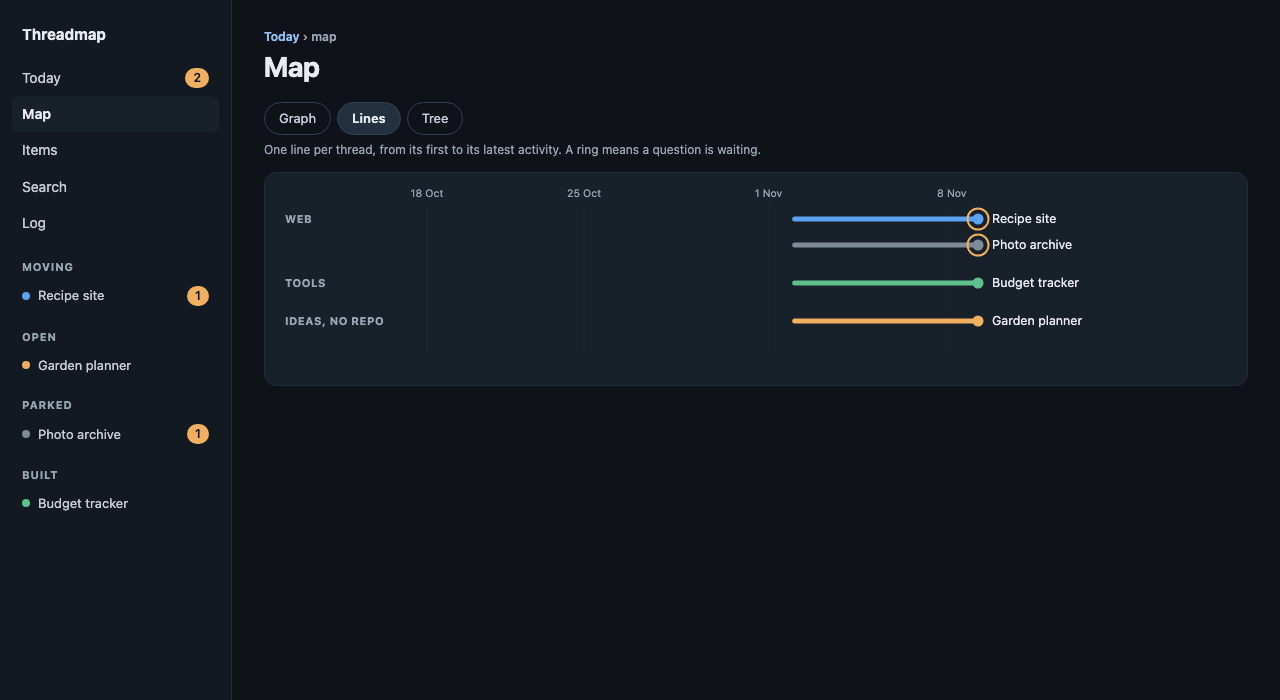 Threadmap
Today 2
Map
Items
Search
Log
MOVING
Recipe site 1
OPEN
Garden planner
PARKED
Photo archive 1
BUILT
Budget tracker
Today › map
Map
Graph Lines Tree
One line per thread, from its first to its latest activity. A ring means a question is waiting.
18 Oct 25 Oct 1 Nov 8 Nov
WEB Recipe site
Photo archive
TOOLS Budget tracker
IDEAS, NO REPO Garden planner